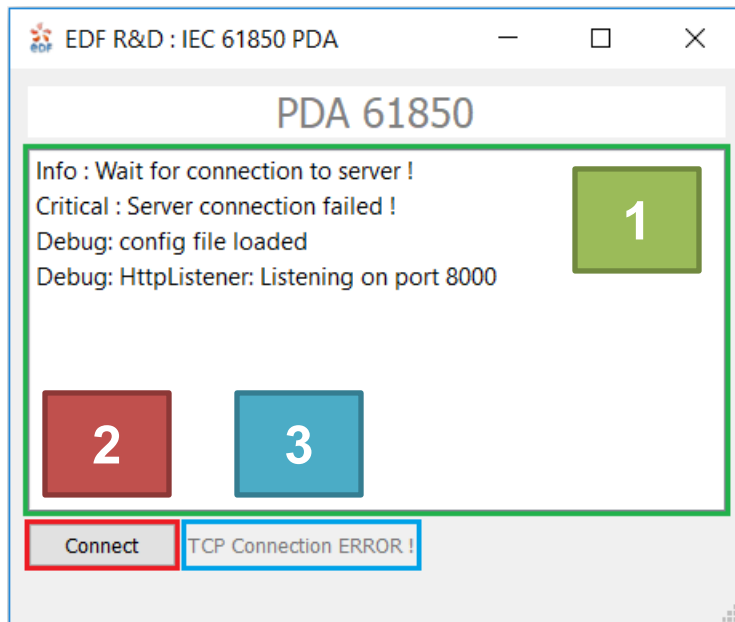 EDF R&D : IEC 61850 PDA
PDA 61850
Info : Wait for connection to server !
Critical : Server connection failed !
Debug: config file loaded
Debug: HttpListener: Listening on port 8000
1
2
3
Connect
TCP Connection ERROR !